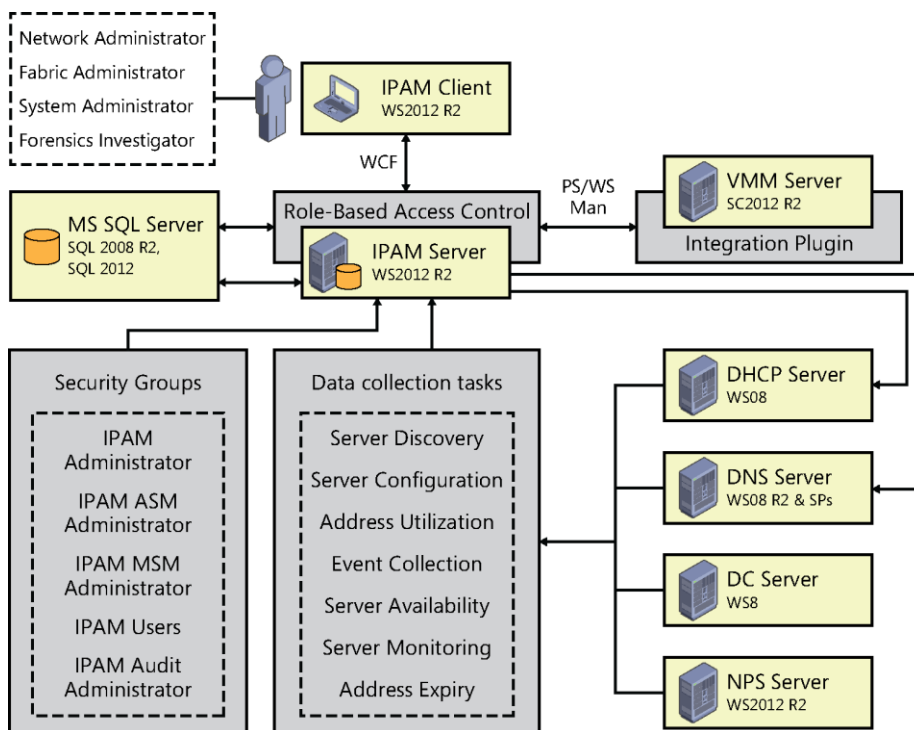 Network Administrator
Fabric Administrator
System Administrator
Forensics Investigator
IPAM Client
WS2012 R2
WCF
MS SQL Server
SQL 2008 R2,
SQL 2012
Role-Based Access Control
IPAM Server
WS2012 R2
PS/WS
Man
VMM Server
SC2012 R2
Integration Plugin
Security Groups
IPAM
Administrator
IPAM ASM
Administrator
IPAM MSM
Administrator
IPAM Users
IPAM Audit
Administrator
Data collection tasks
Server Discovery
Server Configuration
Address Utilization
Event Collection
Server Availability
Server Monitoring
Address Expiry
DHCP Server
WS08
DNS Server
WS08 R2 & SPs
DC Server
WS8
NPS Server
WS2012 R2